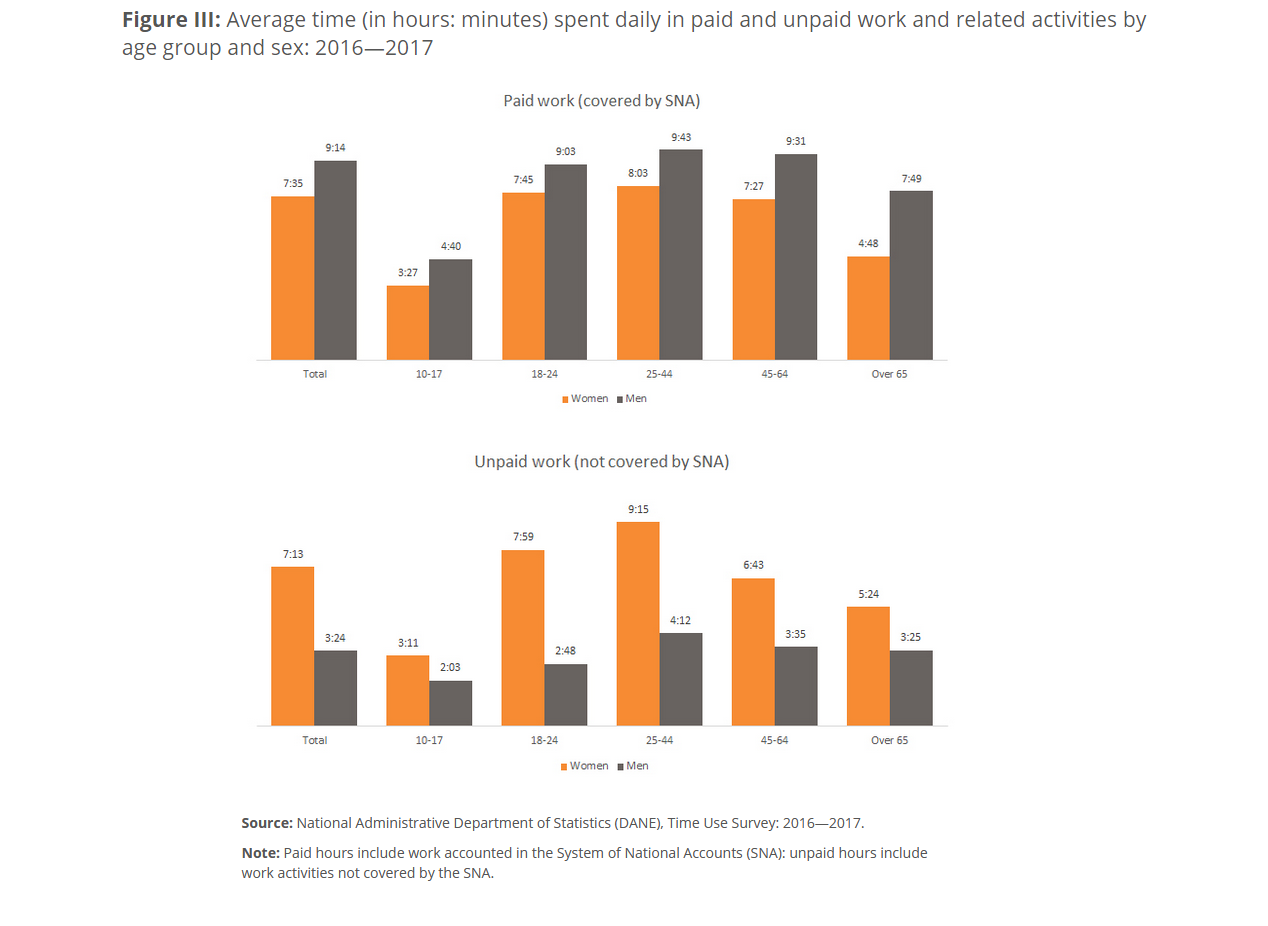 Figure III: Average time (in hours: minutes) spent daily in paid and unpaid work and related activities by
age group and sex: 2016—2017
Paid work (covered by SNA)
9:14
7:35
3:27
4:40
7:45
9:03
8:03
9:43
7:27
9:31
4:48
7:49
Total 10-17 18-24 25-44 45-64 Over 65
Women Men
Unpaid work (not covered by SNA)
7:13
3:24
3:11
2:03
7:59
2:48
9:15
4:12
6:43
3:35
5:24
3:25
Total 10-17 18-24 25-44 45-64 Over 65
Women Men
Source: National Administrative Department of Statistics (DANE), Time Use Survey: 2016—2017.
Note: Paid hours include work accounted in the System of National Accounts (SNA): unpaid hours include
work activities not covered by the SNA.